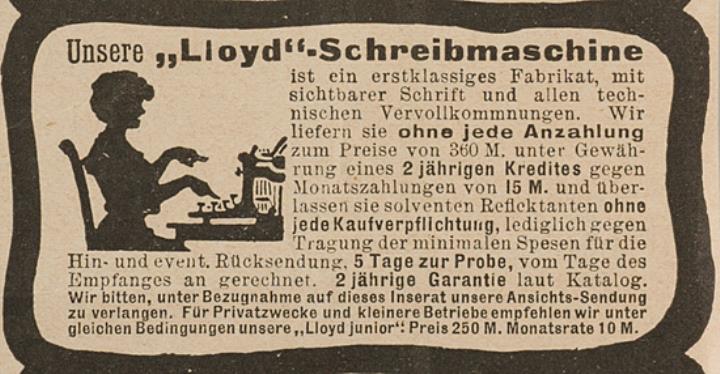 Unsere „Lloyd“-Schreibmaschine
ist ein erstklassiges Fabrikat, mit
sichtbarer Schrift und allen tech-
nischen Vervollkommnungen. Wir
liefern sie ohne jede Anzahlung
zum Preise von 360 M. unter Gewäh-
rung eines 2 jährigen Kredites gegen
Monatszahlungen von 15 M. und über-
lassen sie solventen Reflektanten ohne
jede Kaufverpflichtung, lediglich gegen
Tragung der minimalen Spesen für die
Hin- und event. Rücksendung, 5 Tage zur Probe, vom Tage des
Empfanges an gerechnet. 2 jährige Garantie laut Katalog.
Wir bitten, unter Bezugnahme auf dieses Inserat unsere Ansichts-Sendung
zu verlangen. Für Privatzwecke und kleinere Betriebe empfehlen wir unter
gleichen Bedingungen unsere „Lloyd junior“: Preis 250 M. Monatsrate 10 M.